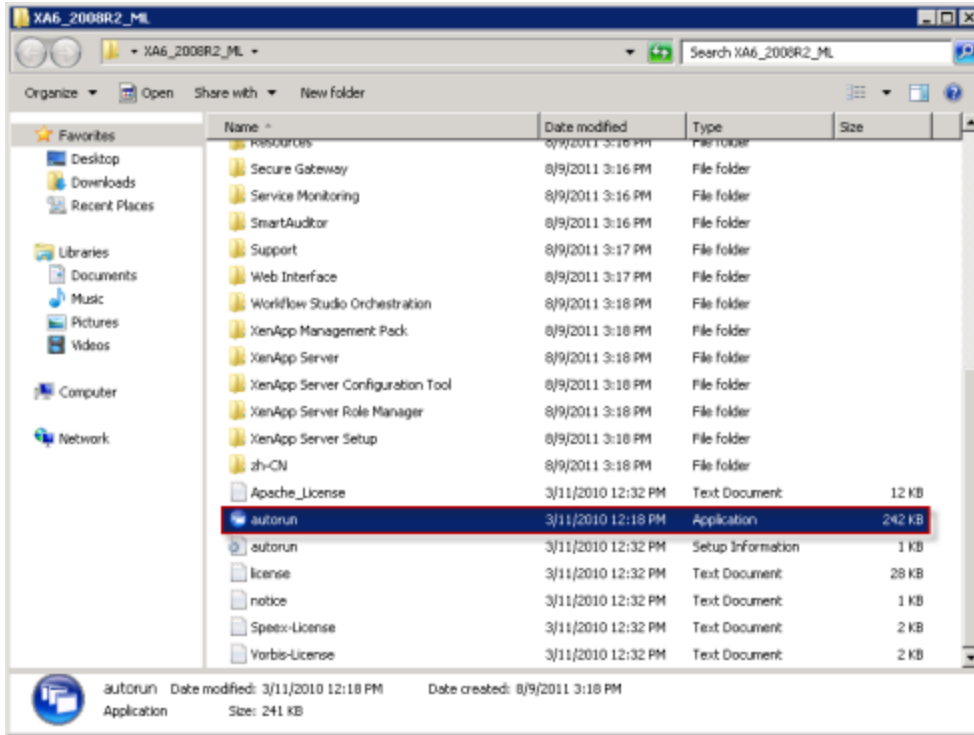 XA6_2008R2_ML
XA6_2008R2_ML
Search XA6_2008R2_ML
Organize Open Share with New folder
Favorites
Desktop
Downloads
Recent Places
Libraries
Documents
Music
Pictures
Videos
Computer
Network
Name Date modified Type Size
Resources 8/9/2011 3:16 PM File folder
Secure Gateway 8/9/2011 3:16 PM File folder
Service Monitoring 8/9/2011 3:16 PM File folder
SmartAuditor 8/9/2011 3:16 PM File folder
Support 8/9/2011 3:17 PM File folder
Web Interface 8/9/2011 3:17 PM File folder
Workflow Studio Orchestration 8/9/2011 3:18 PM File folder
XenApp Management Pack 8/9/2011 3:18 PM File folder
XenApp Server 8/9/2011 3:18 PM File folder
XenApp Server Configuration Tool 8/9/2011 3:18 PM File folder
XenApp Server Role Manager 8/9/2011 3:18 PM File folder
XenApp Server Setup 8/9/2011 3:18 PM File folder
zh-CN 8/9/2011 3:18 PM File folder
Apache_License 3/11/2010 12:32 PM Text Document 12 KB
autorun 3/11/2010 12:18 PM Application 242 KB
autorun 3/11/2010 12:32 PM Setup Information 1 KB
license 3/11/2010 12:32 PM Text Document 28 KB
notice 3/11/2010 12:32 PM Text Document 1 KB
Speex-License 3/11/2010 12:32 PM Text Document 2 KB
Vorbis-License 3/11/2010 12:32 PM Text Document 2 KB
autorun Date modified: 3/11/2010 12:18 PM Date created: 8/9/2011 3:18 PM
Application Size: 241 KB